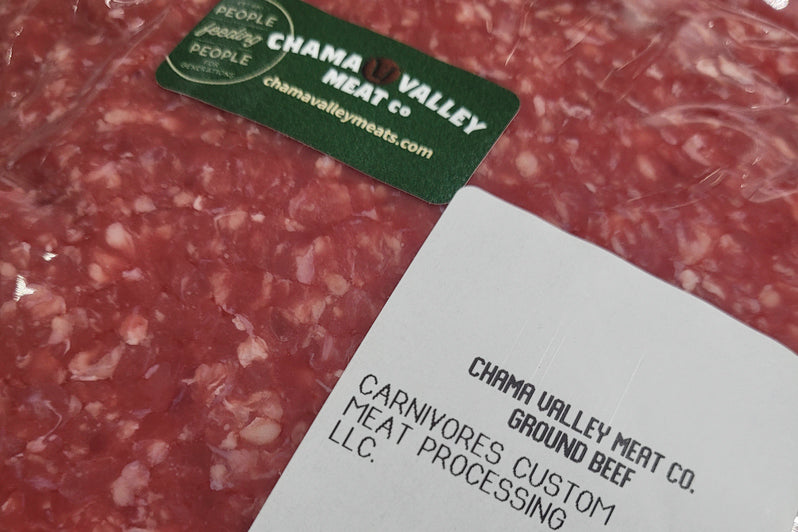 PEOPLE
feeding
PEOPLE
FOR
GENERATIONS
CHAMA VALLEY
MEAT CO
chamavalleymeats.com
CHAMA VALLEY MEAT CO.
GROUND BEEF
CARNIVORES CUSTOM
MEAT PROCESSING
LLC.